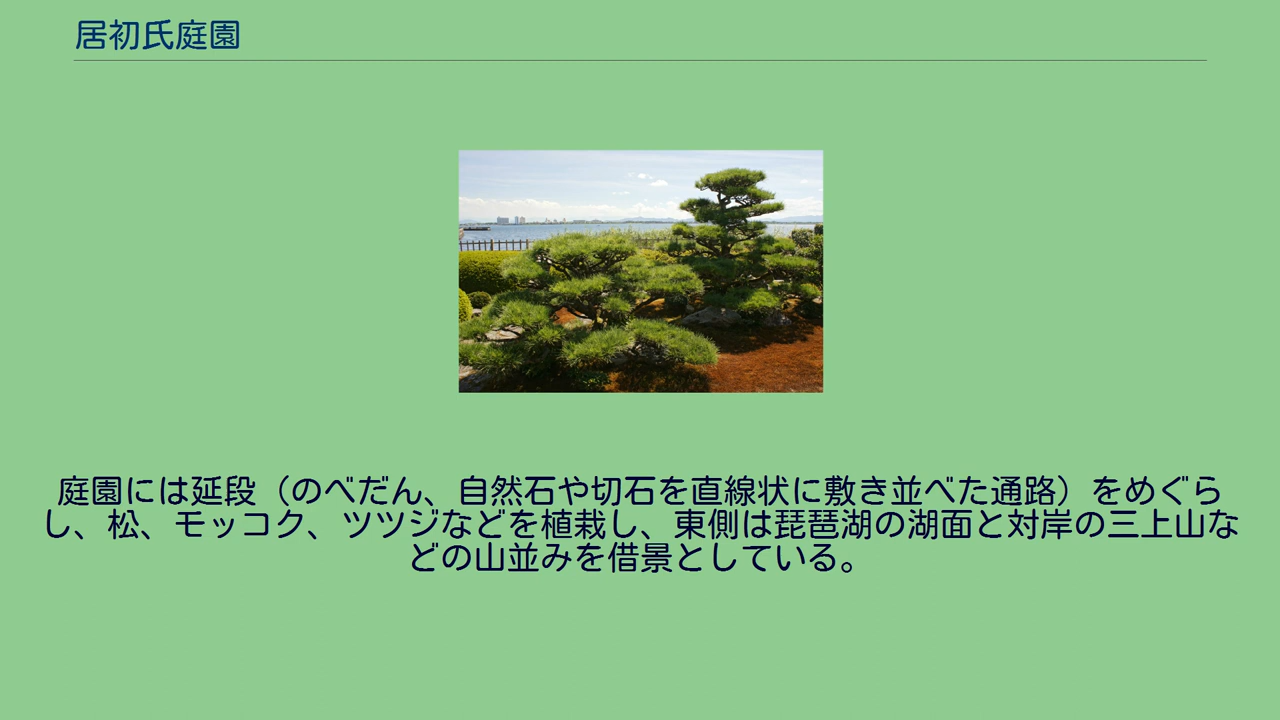 居初氏庭園
庭園には延段（のべだん、自然石や切石を直線状に敷き並べた通路）をめぐら
し、松、モッコク、ツツジなどを植栽し、東側は琵琶湖の湖面と対岸の三上山な
どの山並みを借景としている。